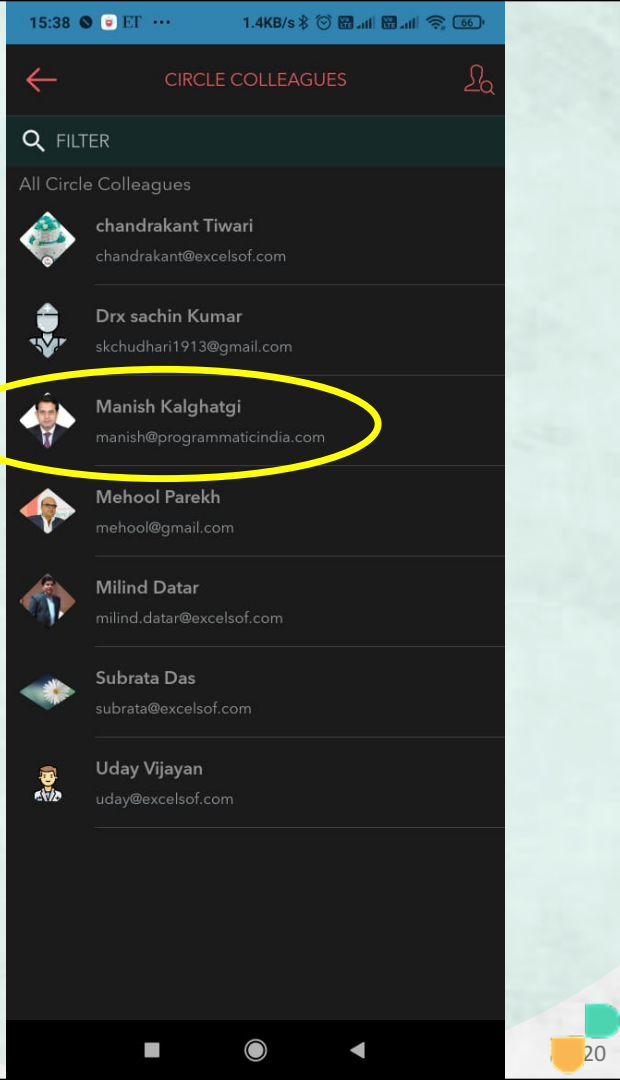 15:38 ET ... 1.4KB/s 66
CIRCLE COLLEAGUES
FILTER
All Circle Colleagues
chandrakant Tiwari
chandrakant@excelsof.com
Drx sachin Kumar
skchudhari1913@gmail.com
Manish Kalghatgi
manish@programmaticindia.com
Mehool Parekh
mehool@gmail.com
Milind Datar
milind.datar@excelsof.com
Subrata Das
subrata@excelsof.com
Uday Vijayan
uday@excelsof.com
20